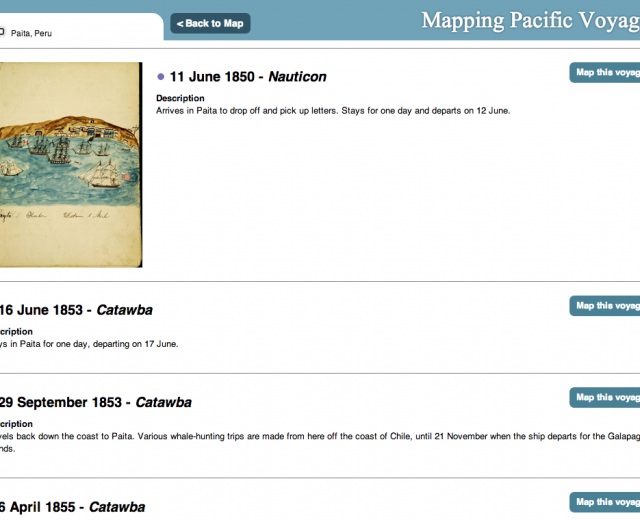 Paita, Peru
< Back to Map
Mapping Pacific Voyag
11 June 1850 - Nauticon
Map this voyag
Description
Arrives in Paita to drop off and pick up letters. Stays for one day and departs on 12 June.
16 June 1853 - Catawba
Map this voyag
cription
ys in Paita for one day, departing on 17 June.
29 September 1853 - Catawba
Map this voyag
cription
vels back down the coast to Paita. Various whale-hunting trips are made from here off the coast of Chile, until 21 November when the ship departs for the Galapag
nds.
6 April 1855 - Catawba
Map this voyag